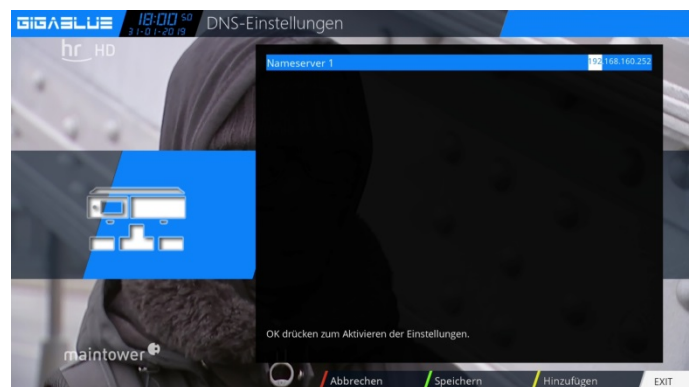 GIGABLUE
18:00 50
31-01-2019
DNS-Einstellungen
hr HD
Nameserver 1
192.168.160.252
OK drücken zum Aktivieren der Einstellungen.
maintower
Abbrechen
Speichern
Hinzufügen
EXIT